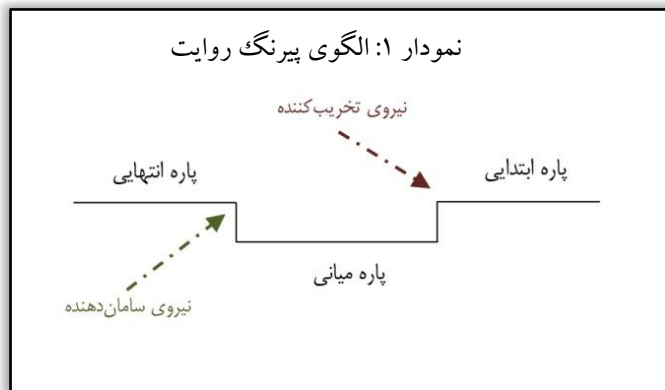 نمودار ۱: الگوی پیرنگ روایت
نیروی تخریب‌کننده
پاره ابتدایی
پاره انتهایی
پاره میانی
نیروی سامان‌دهنده